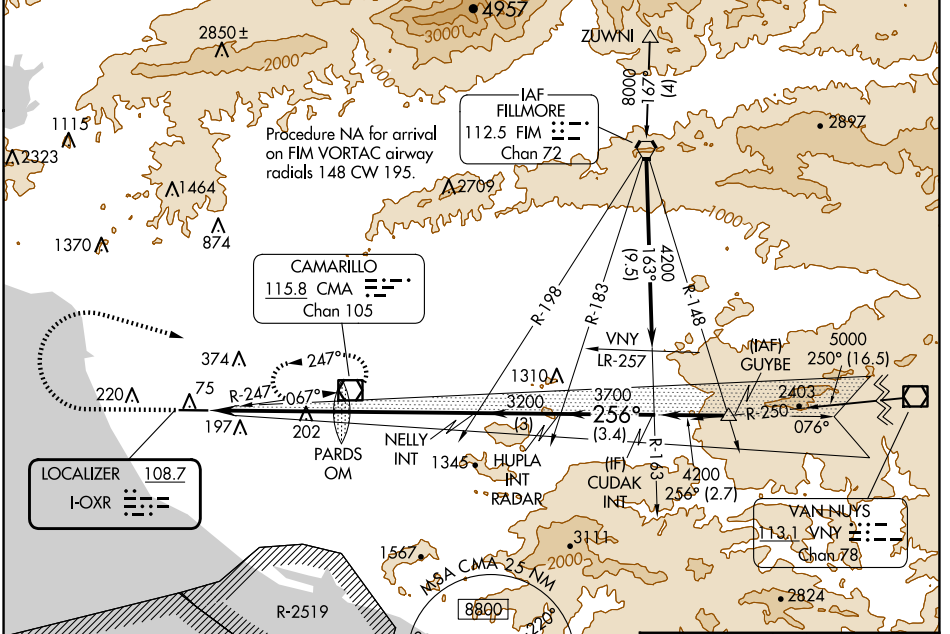 4957
3000
2850±
2000
ZUWNI
8000
197°
(4)
1000
1115
2323
IAF
FILLMORE
112.5 FIM
Chan 72
2897
Procedure NA for arrival
on FIM VORTAC airway
radials 148 CW 195.
1464
2709
874
1370
1000
4200
163°
(9.5)
CAMARILLO
115.8 CMA
Chan 105
R-198
R-183
R-148
VNY
LR-257
(IAF)
GUYBE
5000
250° (16.5)
374
247°
1310
2403
220
75
R-247
067°
3200
(3)
3700
256°
(3.4)
R-250
076°
197
202
PARDS
OM
NELLY
INT
1345
HUPLA
INT
RADAR
(IF)
CUDAK
INT
R-163
4200
256° (2.7)
LOCALIZER 108.7
I-OXR
VAN NUYS
113.1 VNY
Chan 78
1567
3111
2000
MSA CMA 25 NM
8800
220°
2824
R-2519